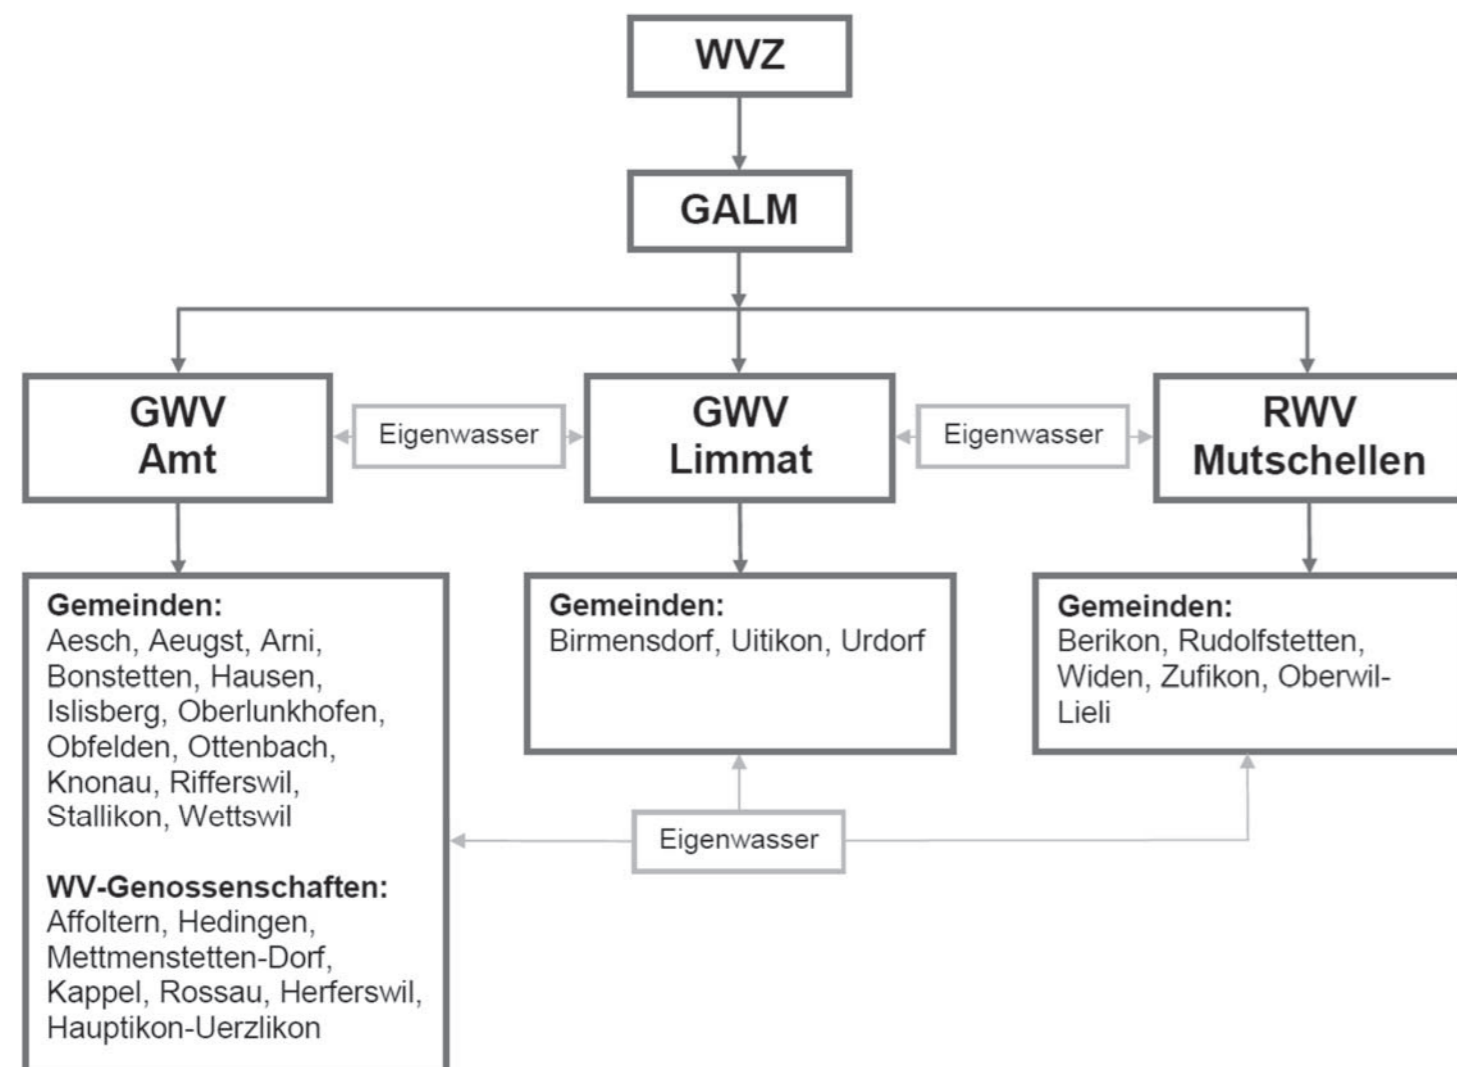 WVZ
GALM
GWV
Amt
Eigenwasser
GWV
Limmat
Eigenwasser
RWV
Mutschellen
Gemeinden:
Aesch, Aeugst, Arni,
Bonstetten, Hausen,
Islisberg, Oberlunkhofen,
Obfelden, Ottenbach,
Knonau, Rifferswil,
Stallikon, Wettswil
WV-Genossenschaften:
Affoltern, Hedingen,
Mettmenstetten-Dorf,
Kappel, Rossau, Herferswil,
Hauptikon-Uerzlikon
Gemeinden:
Birmensdorf, Uitikon, Urdorf
Gemeinden:
Berikon, Rudolfstetten,
Widen, Zufikon, Oberwil-
Lieli
Eigenwasser